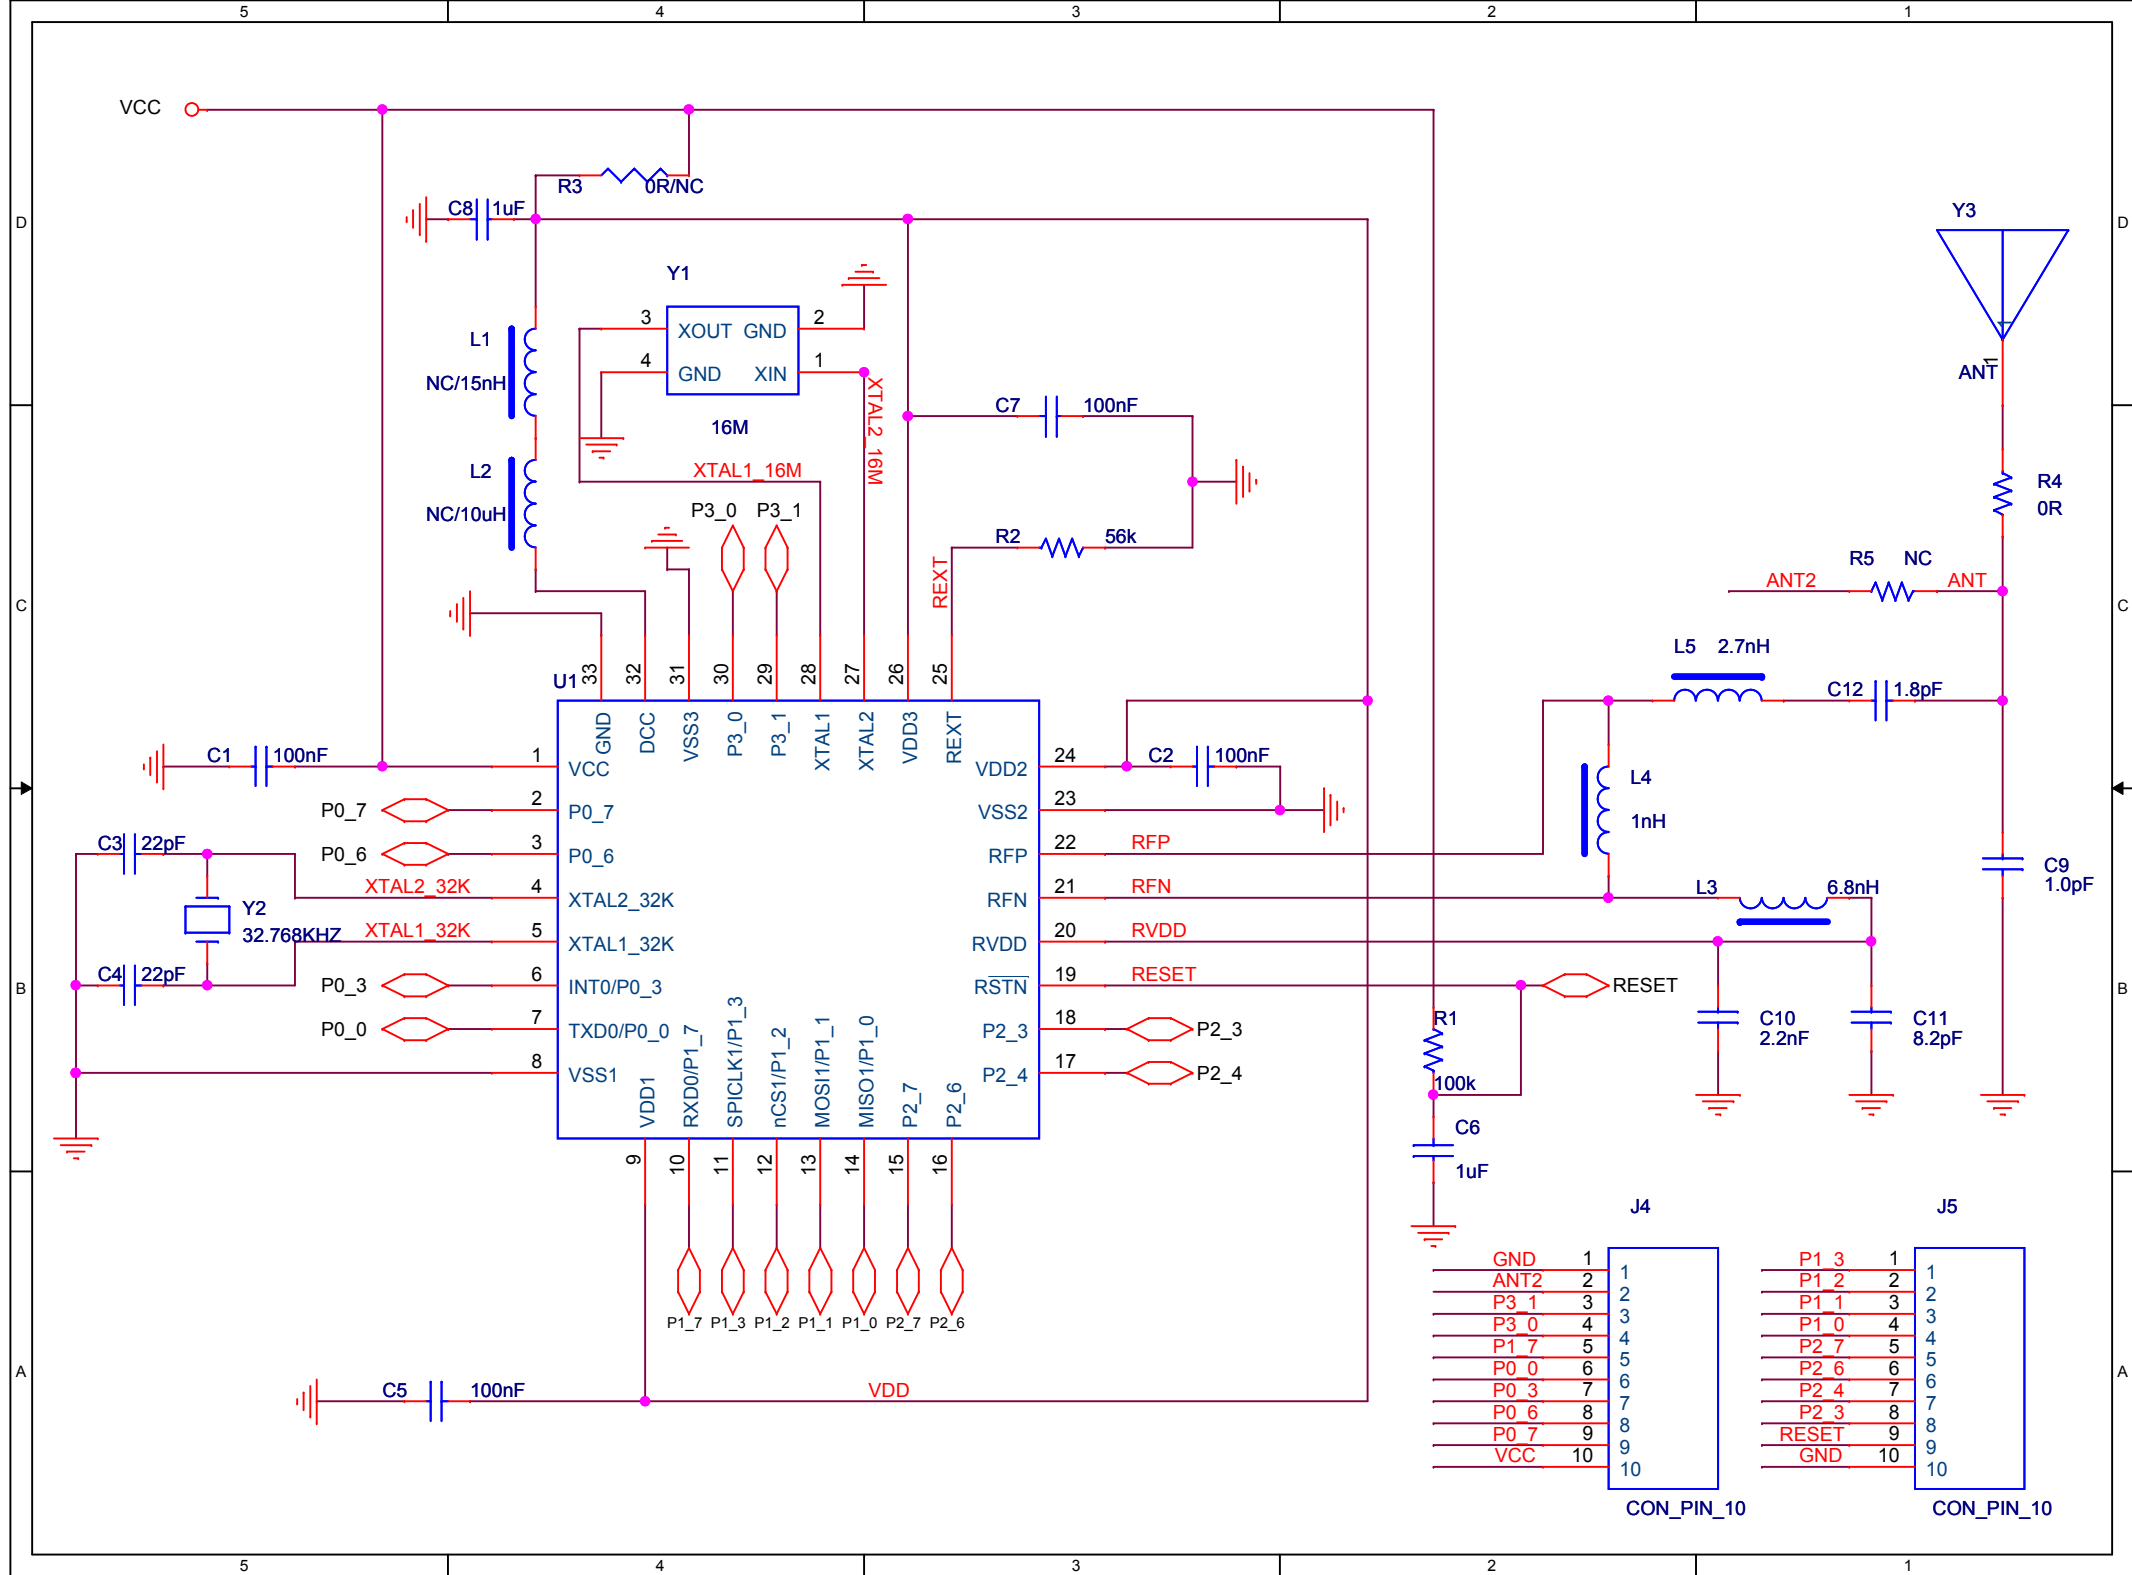 5 4 3 2 1
D D
C C
B B
A A
VCC
R3 0R/NC
C8 1uF
Y3
Y1
3 XOUT GND 2
4 GND XIN 1
16M
L1
NC/15nH
1
ANT
1
XTAL2_16M
C7 100nF
L2
NC/10uH
XTAL1_16M
R4
0R
P3_0 P3_1
R2 56k
REXT
R5 NC
ANT2 ANT
L5 2.7nH
C12 1.8pF
U1
33 32 31 30 29 28 27 26 25
GND DCC VSS3 P3_0 P3_1 XTAL1 XTAL2 VDD3 REXT
C1 100nF 1 VCC
VDD2 24 C2 100nF
P0_7 2 P0_7
VSS2 23
L4
1nH
C3 22pF
P0_6 3 P0_6
RFP 22 RFP
XTAL2_32K 4 XTAL2_32K
RFN 21 RFN
L3 6.8nH
C9
1.0pF
Y2
32.768KHZ
XTAL1_32K 5 XTAL1_32K
RVDD 20 RVDD
C4 22pF
P0_3 6 INT0/P0_3
RSTN 19 RESET RESET
P0_0 7 TXD0/P0_0
P2_3 18 P2_3
8 VSS1
P2_4 17 P2_4
R1
100k
C10
2.2nF
C11
8.2pF
VDD1 RXD0/P1_7 SPICLK1/P1_3 nCS1/P1_2 MOSI1/P1_1 MISO1/P1_0 P2_7 P2_6
9 10 11 12 13 14 15 16
C6
1uF
P1_7 P1_3 P1_2 P1_1 P1_0 P2_7 P2_6
C5 100nF VDD
J4
GND 1 1
ANT2 2 2
P3_1 3 3
P3_0 4 4
P1_7 5 5
P0_0 6 6
P0_3 7 7
P0_6 8 8
P0_7 9 9
VCC 10 10
CON_PIN_10
J5
P1_3 1 1
P1_2 2 2
P1_1 3 3
P1_0 4 4
P2_7 5 5
P2_6 6 6
P2_4 7 7
P2_3 8 8
RESET 9 9
GND 10 10
CON_PIN_10
5 4 3 2 1